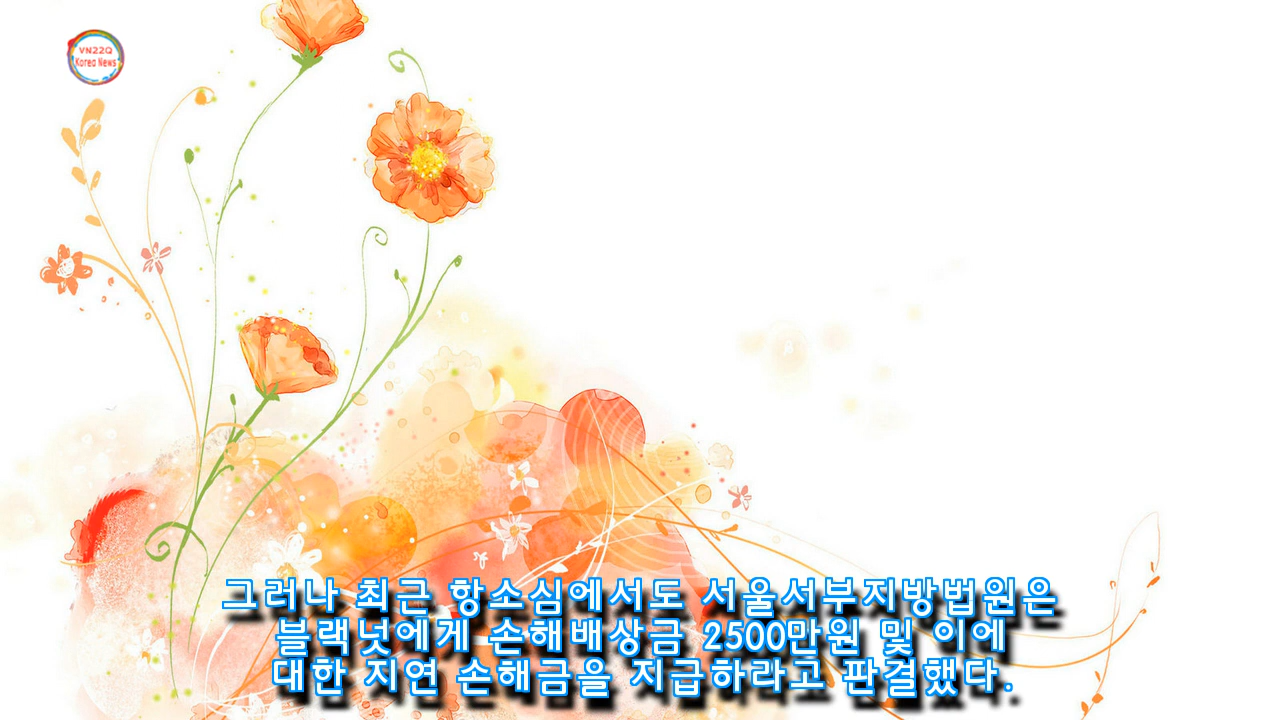 VN22Q
Korea News
그러나 최근 항소심에서도 서울서부지방법원은
블랙넛에게 손해배상금 2500만원 및 이에
대한 지연 손해금을 지급하라고 판결했다.